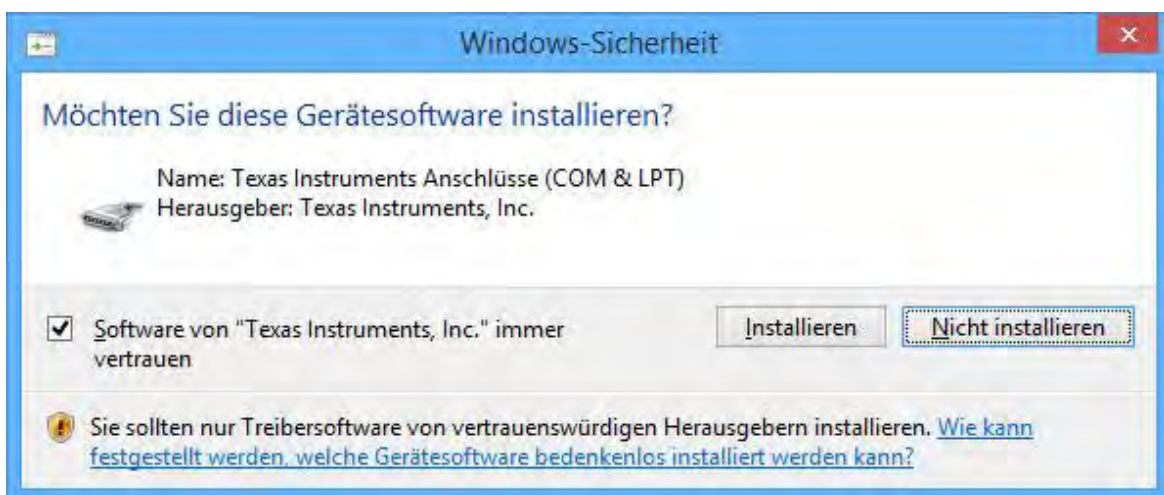 Windows-Sicherheit
Möchten Sie diese Gerätesoftware installieren?
Name: Texas Instruments Anschlüsse (COM & LPT)
Herausgeber: Texas Instruments, Inc.
Software von "Texas Instruments, Inc." immer
vertrauen
Installieren
Nicht installieren
Sie sollten nur Treibersoftware von vertrauenswürdigen Herausgebern installieren. Wie kann
festgestellt werden, welche Gerätesoftware bedenkenlos installiert werden kann?